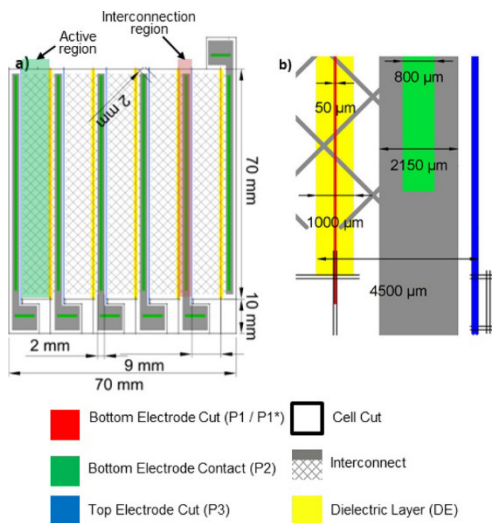 Active
region
Interconnection
region
a)
2 mm
70 mm
10 mm
2 mm
9 mm
70 mm
b)
800 µm
50 µm
2150 µm
1000 µm
4500 µm
Bottom Electrode Cut (P1 / P1*)
Cell Cut
Bottom Electrode Contact (P2)
Interconnect
Top Electrode Cut (P3)
Dielectric Layer (DE)